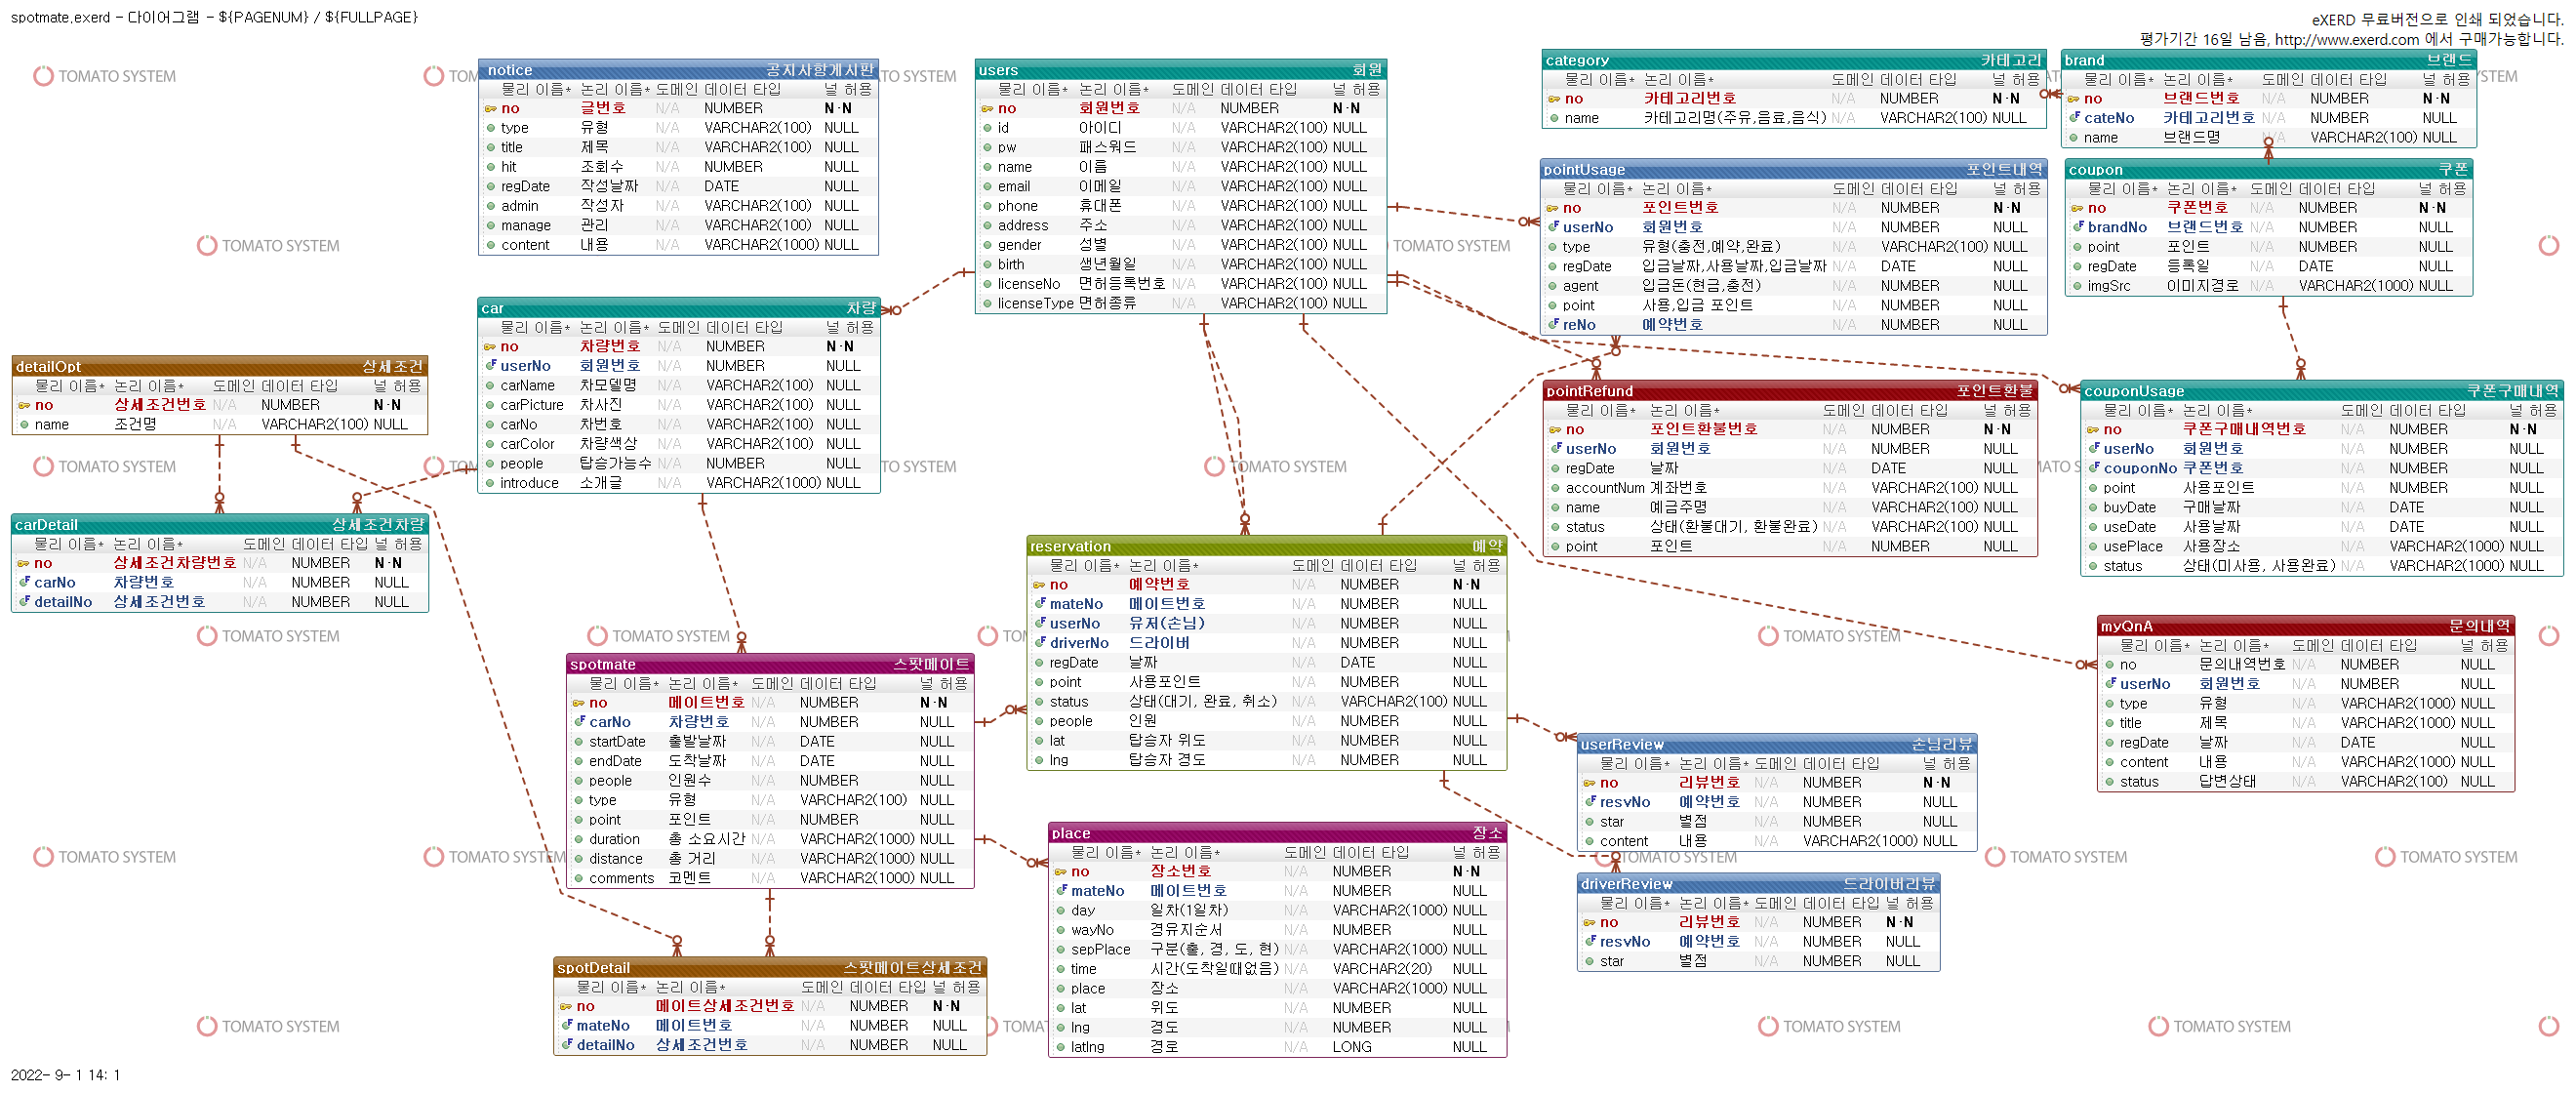 spotmate.exerd - 다이어그램 - ${PAGENUM} / ${FULLPAGE}
eXERD 무료버전으로 인쇄 되었습니다.
평가기간 16일 남음, http://www.exerd.com 에서 구매가능합니다.
notice 공지사항게시판
물리 이름* 논리 이름* 도메인 데이터 타입 널 허용
no 글번호 N/A NUMBER N-N
type 유형 N/A VARCHAR2(100) NULL
title 제목 N/A VARCHAR2(100) NULL
hit 조회수 N/A NUMBER NULL
regDate 작성날짜 N/A DATE NULL
admin 작성자 N/A VARCHAR2(100) NULL
manage 관리 N/A VARCHAR2(100) NULL
content 내용 N/A VARCHAR2(1000) NULL
users 회원
물리 이름* 논리 이름* 도메인 데이터 타입 널 허용
no 회원번호 N/A NUMBER N-N
id 아이디 N/A VARCHAR2(100) NULL
pw 패스워드 N/A VARCHAR2(100) NULL
name 이름 N/A VARCHAR2(100) NULL
email 이메일 N/A VARCHAR2(100) NULL
phone 휴대폰 N/A VARCHAR2(100) NULL
address 주소 N/A VARCHAR2(100) NULL
gender 성별 N/A VARCHAR2(100) NULL
birth 생년월일 N/A VARCHAR2(100) NULL
licenseNo 면허등록번호 N/A VARCHAR2(100) NULL
licenseType 면허종류 N/A VARCHAR2(100) NULL
category 카테고리
물리 이름* 논리 이름* 도메인 데이터 타입 널 허용
no 카테고리번호 N/A NUMBER N-N
name 카테고리명(주유,음료,음식) N/A VARCHAR2(100) NULL
brand 브랜드
물리 이름* 논리 이름* 도메인 데이터 타입 널 허용
no 브랜드번호 N/A NUMBER N-N
cateNo 카테고리번호 N/A NUMBER NULL
name 브랜드명 N/A VARCHAR2(100) NULL
pointUsage 포인트내역
물리 이름* 논리 이름* 도메인 데이터 타입 널 허용
no 포인트번호 N/A NUMBER N-N
userNo 회원번호 N/A NUMBER NULL
type 유형(충전,예약,완료) N/A VARCHAR2(100) NULL
regDate 입금날짜,사용날짜,입금날짜 N/A DATE NULL
agent 입금돈(현금,충전) N/A VARCHAR2(100) NULL
point 사용,입금 포인트 N/A NUMBER NULL
reNo 예약번호 N/A NUMBER NULL
coupon 쿠폰
물리 이름* 논리 이름* 도메인 데이터 타입 널 허용
no 쿠폰번호 N/A NUMBER N-N
brandNo 브랜드번호 N/A NUMBER NULL
point 포인트 N/A NUMBER NULL
regDate 등록일 N/A DATE NULL
imgSrc 이미지경로 N/A VARCHAR2(1000) NULL
car 차량
물리 이름* 논리 이름* 도메인 데이터 타입 널 허용
no 차량번호 N/A NUMBER N-N
userNo 회원번호 N/A NUMBER NULL
carName 차모델명 N/A VARCHAR2(100) NULL
carPicture 차사진 N/A VARCHAR2(100) NULL
carNo 차번호 N/A VARCHAR2(100) NULL
carColor 차량색상 N/A VARCHAR2(100) NULL
people 탑승가능수 N/A NUMBER NULL
introduce 소개글 N/A VARCHAR2(1000) NULL
detailOpt 상세조건
물리 이름* 논리 이름* 도메인 데이터 타입 널 허용
no 상세조건번호 N/A NUMBER N-N
name 조건명 N/A VARCHAR2(100) NULL
pointRefund 포인트환불
물리 이름* 논리 이름* 도메인 데이터 타입 널 허용
no 포인트환불번호 N/A NUMBER N-N
userNo 회원번호 N/A NUMBER NULL
regDate 날짜 N/A DATE NULL
accountNum 계좌번호 N/A VARCHAR2(100) NULL
name 예금주명 N/A VARCHAR2(100) NULL
status 상태(환불대기, 환불완료) N/A VARCHAR2(100) NULL
point 포인트 N/A NUMBER NULL
couponUsage 쿠폰구매내역
물리 이름* 논리 이름* 도메인 데이터 타입 널 허용
no 쿠폰구매내역번호 N/A NUMBER N-N
userNo 회원번호 N/A NUMBER NULL
couponNo 쿠폰번호 N/A NUMBER NULL
point 사용포인트 N/A NUMBER NULL
buyDate 구매날짜 N/A DATE NULL
useDate 사용날짜 N/A DATE NULL
usePlace 사용장소 N/A VARCHAR2(1000) NULL
status 상태(미사용, 사용완료) N/A VARCHAR2(100) NULL
carDetail 상세조건차량
물리 이름* 논리 이름* 도메인 데이터 타입 널 허용
no 상세조건차량번호 N/A NUMBER N-N
carNo 차량번호 N/A NUMBER NULL
detailNo 상세조건번호 N/A NUMBER NULL
reservation 예약
물리 이름* 논리 이름* 도메인 데이터 타입 널 허용
no 예약번호 N/A NUMBER N-N
mateNo 메이트번호 N/A NUMBER NULL
userNo 유저(손님) N/A NUMBER NULL
driverNo 드라이버 N/A NUMBER NULL
regDate 날짜 N/A DATE NULL
point 사용포인트 N/A NUMBER NULL
status 상태(대기, 완료, 취소) N/A VARCHAR2(100) NULL
people 인원 N/A NUMBER NULL
lat 탑승자 위도 N/A NUMBER NULL
lng 탑승자 경도 N/A NUMBER NULL
myQnA 문의내역
물리 이름* 논리 이름* 도메인 데이터 타입 널 허용
no 문의내역번호 N/A NUMBER NULL
userNo 회원번호 N/A NUMBER NULL
type 유형 N/A VARCHAR2(1000) NULL
title 제목 N/A VARCHAR2(1000) NULL
regDate 날짜 N/A DATE NULL
content 내용 N/A VARCHAR2(1000) NULL
status 답변상태 N/A VARCHAR2(100) NULL
spotmate 스팟메이트
물리 이름* 논리 이름* 도메인 데이터 타입 널 허용
no 메이트번호 N/A NUMBER N-N
carNo 차량번호 N/A NUMBER NULL
startDate 출발날짜 N/A DATE NULL
endDate 도착날짜 N/A DATE NULL
people 인원수 N/A NUMBER NULL
type 유형 N/A VARCHAR2(100) NULL
point 포인트 N/A NUMBER NULL
duration 총 소요시간 N/A VARCHAR2(1000) NULL
distance 총 거리 N/A VARCHAR2(1000) NULL
comments 코멘트 N/A VARCHAR2(1000) NULL
userReview 손님리뷰
물리 이름* 논리 이름* 도메인 데이터 타입 널 허용
no 리뷰번호 N/A NUMBER N-N
resvNo 예약번호 N/A NUMBER NULL
star 별점 N/A NUMBER NULL
content 내용 N/A VARCHAR2(1000) NULL
place 장소
물리 이름* 논리 이름* 도메인 데이터 타입 널 허용
no 장소번호 N/A NUMBER N-N
mateNo 메이트번호 N/A NUMBER NULL
day 일차(1일차) N/A VARCHAR2(1000) NULL
wayNo 경유지순서 N/A NUMBER NULL
sepPlace 구분(출, 경, 도, 현) N/A VARCHAR2(1000) NULL
time 시간(도착일때없음) N/A VARCHAR2(20) NULL
place 장소 N/A VARCHAR2(1000) NULL
lat 위도 N/A NUMBER NULL
lng 경도 N/A NUMBER NULL
latlng 경로 N/A LONG NULL
driverReview 드라이버리뷰
물리 이름* 논리 이름* 도메인 데이터 타입 널 허용
no 리뷰번호 N/A NUMBER N-N
resvNo 예약번호 N/A NUMBER NULL
star 별점 N/A NUMBER NULL
spotDetail 스팟메이트상세조건
물리 이름* 논리 이름* 도메인 데이터 타입 널 허용
no 메이트상세조건번호 N/A NUMBER N-N
mateNo 메이트번호 N/A NUMBER NULL
detailNo 상세조건번호 N/A NUMBER NULL
TOMATO SYSTEM
2022- 9- 1 14: 1